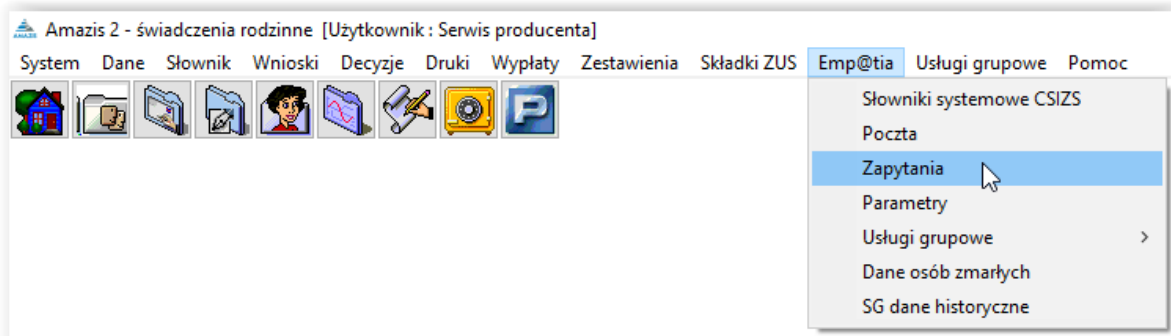 Amazis 2 - świadczenia rodzinne [Użytkownik : Serwis producenta]
System Dane Słownik Wnioski Decyzje Druki Wypłaty Zestawienia Składki ZUS Emp@tia Usługi grupowe Pomoc
Słowniki systemowe CSIZS
Poczta
Zapytania
Parametry
Usługi grupowe
Dane osób zmarłych
SG dane historyczne